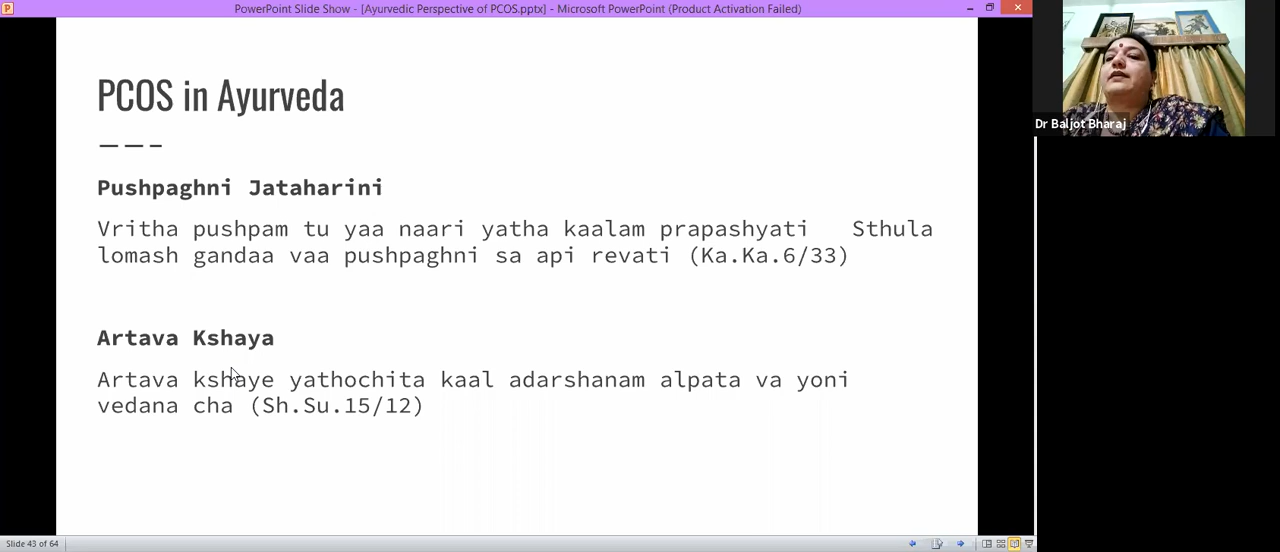 PowerPoint Slide Show - [Ayurvedic Perspective of PCOS.pptx] - Microsoft PowerPoint (Product Activation Failed)
PCOS in Ayurveda
Pushpaghni Jataharini
Vritha pushpam tu yaa naari yatha kaalam prapashyati Sthula
lomash gandaa vaa pushpaghni sa api revati (Ka.Ka.6/33)
Artava Kshaya
Artava kshaye yathochita kaal adarshanam alpata va yoni
vedana cha (Sh.Su.15/12)
Dr Baljot Bharaj
Slide 43 of 64